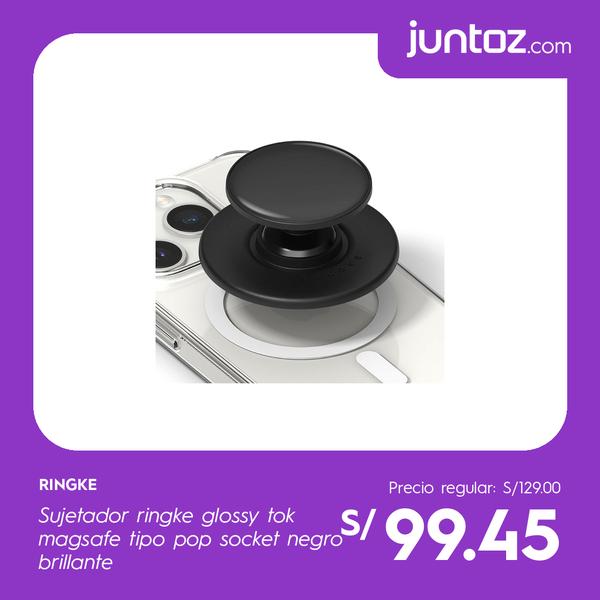 juntoz.com
RINGKE
Sujetador ringke glossy tok
magsafe tipo pop socket negro
brillante
Precio regular: S/129.00
S/ 99.45